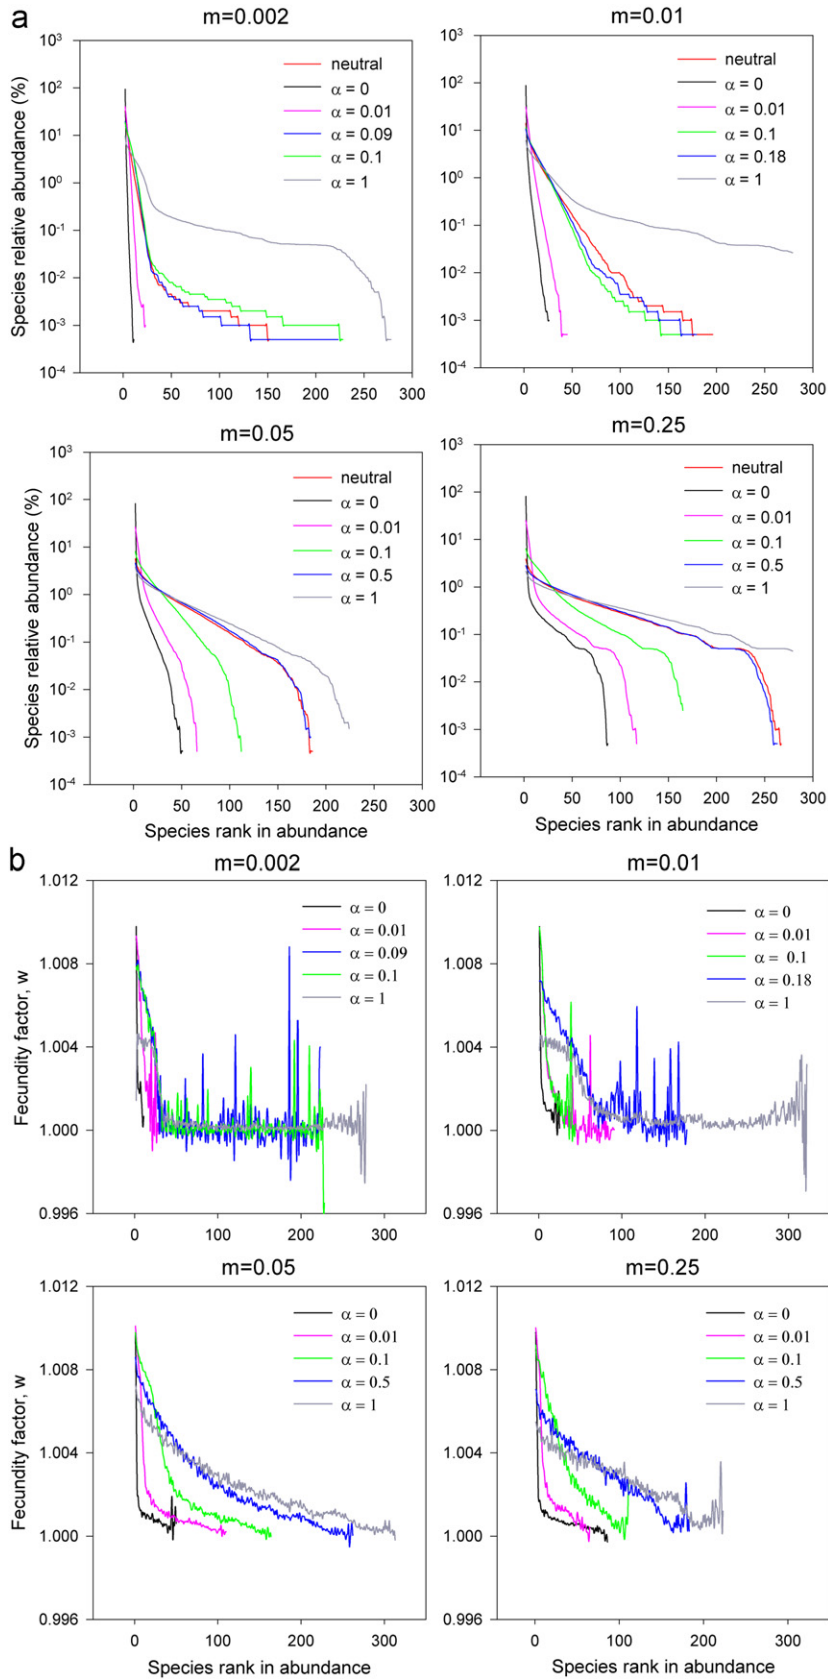 a
m=0.002
Species relative abundance (%)
10³
10²
10¹
10⁰
10⁻¹
10⁻²
10⁻³
10⁻⁴
neutral
α = 0
α = 0.01
α = 0.09
α = 0.1
α = 1
0 50 100 150 200 250 300
m=0.01
10³
10²
10¹
10⁰
10⁻¹
10⁻²
10⁻³
10⁻⁴
neutral
α = 0
α = 0.01
α = 0.1
α = 0.18
α = 1
0 50 100 150 200 250 300
m=0.05
Species relative abundance (%)
10³
10²
10¹
10⁰
10⁻¹
10⁻²
10⁻³
10⁻⁴
neutral
α = 0
α = 0.01
α = 0.1
α = 0.5
α = 1
0 50 100 150 200 250 300
Species rank in abundance
m=0.25
10³
10²
10¹
10⁰
10⁻¹
10⁻²
10⁻³
10⁻⁴
neutral
α = 0
α = 0.01
α = 0.1
α = 0.5
α = 1
0 50 100 150 200 250 300
Species rank in abundance
b
m=0.002
Fecundity factor, w
1.012
1.008
1.004
1.000
0.996
α = 0
α = 0.01
α = 0.09
α = 0.1
α = 1
0 50 100 150 200 250 300
m=0.01
1.012
1.008
1.004
1.000
0.996
α = 0
α = 0.01
α = 0.1
α = 0.18
α = 1
0 100 200 300
m=0.05
Fecundity factor, w
1.012
1.008
1.004
1.000
0.996
α = 0
α = 0.01
α = 0.1
α = 0.5
α = 1
0 100 200 300
Species rank in abundance
m=0.25
1.012
1.008
1.004
1.000
0.996
α = 0
α = 0.01
α = 0.1
α = 0.5
α = 1
0 100 200 300
Species rank in abundance